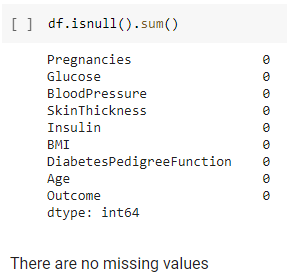 [ ] df.isnull().sum()
Pregnancies 0
Glucose 0
BloodPressure 0
SkinThickness 0
Insulin 0
BMI 0
DiabetesPedigreeFunction 0
Age 0
Outcome 0
dtype: int64
There are no missing values